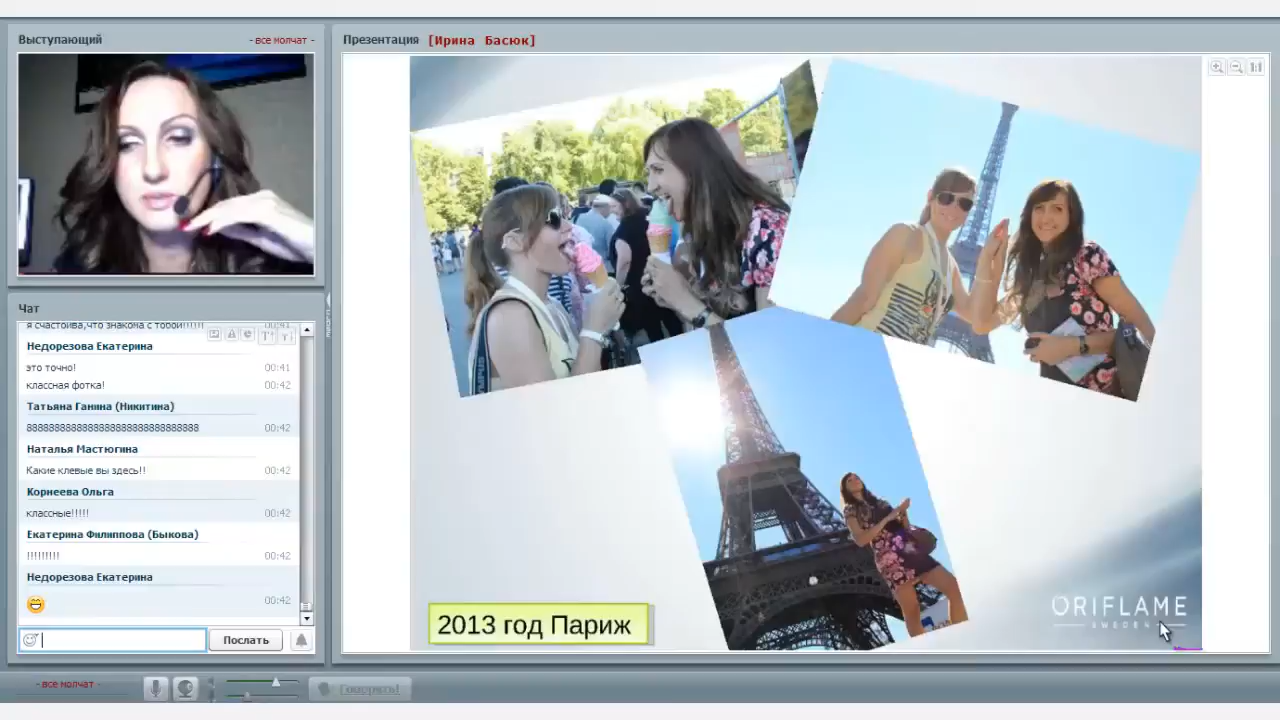 Выступающий
- все молчат -
Презентация [Ирина Басюк]
Чат
я счастлива,что знакома с тобой!!!!!! 00:41
Недорезова Екатерина
это точно! 00:41
классная фотка! 00:42
Татьяна Ганина (Никитина)
88888888888888888888888888888888 00:42
Наталья Мастюгина
Какие клевые вы здесь!! 00:42
Корнеева Ольга
классные!!!!! 00:42
Екатерина Филиппова (Быкова)
!!!!!!!!! 00:42
Недорезова Екатерина
00:42
Послать
- все молчат -
Говорить!
2013 год Париж
ORIFLAME
SWEDEN